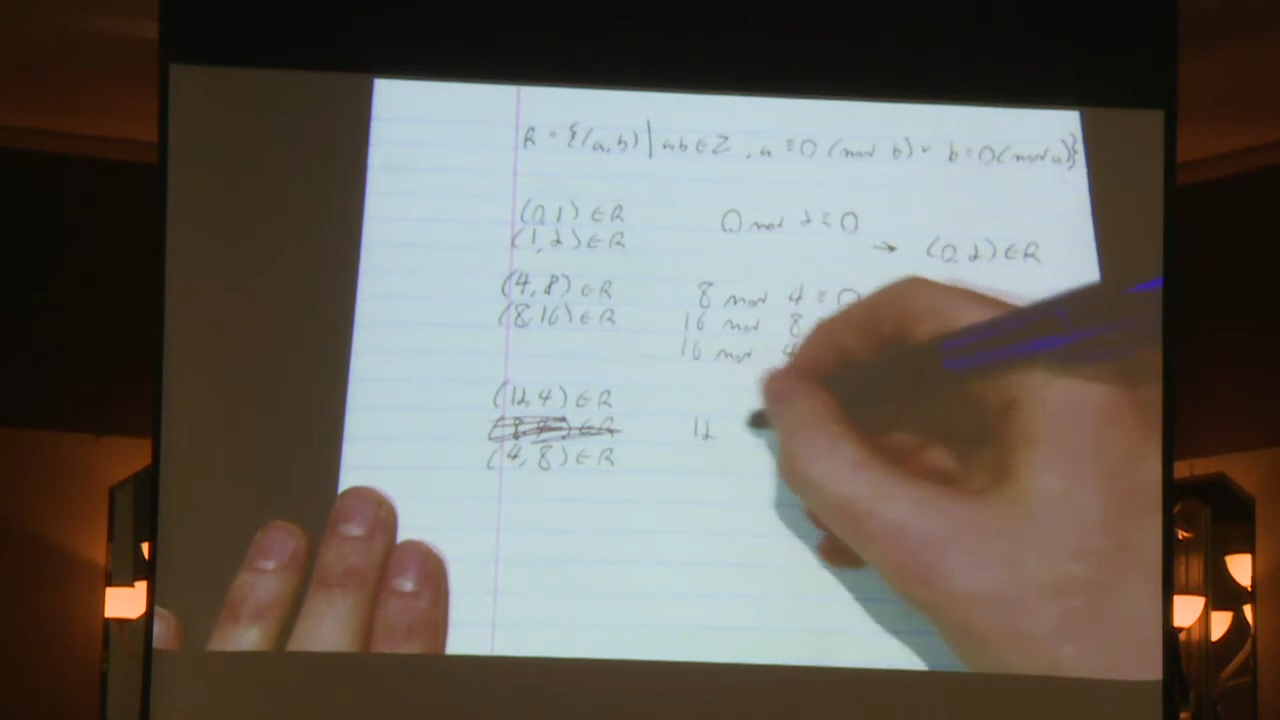 R = {(a,b) | a,b ∈ Z, a ≡ 0 (mod b) ∨ b ≡ 0 (mod a)}
(0,1) ∈ R
0 mod 2 ≡ 0
(1,2) ∈ R
→ (0,2) ∈ R
(4,8) ∈ R
8 mod 4 ≡ 0
(8,16) ∈ R
16 mod 8
16 mod 4
(12,4) ∈ R
12
(4,8) ∈ R